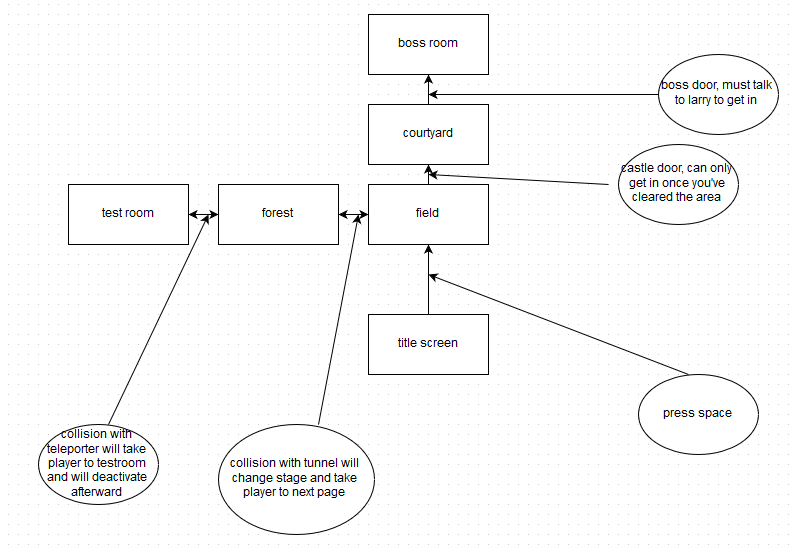 boss room
boss door, must talk
to larry to get in
courtyard
castle door, can only
get in once you've
cleared the area
test room
forest
field
title screen
press space
collision with
teleporter will take
player to testroom
and will deactivate
afterward
collision with tunnel will
change stage and take
player to next page